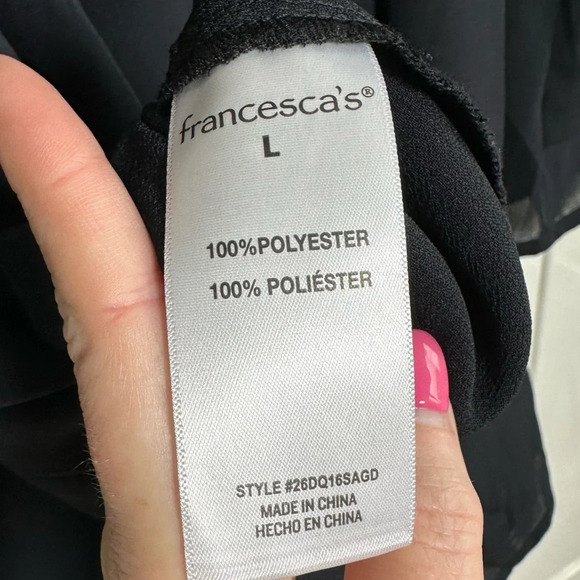 francesca's®
L
100%POLYESTER
100% POLIÉSTER
STYLE #26DQ16SAGD
MADE IN CHINA
HECHO EN CHINA